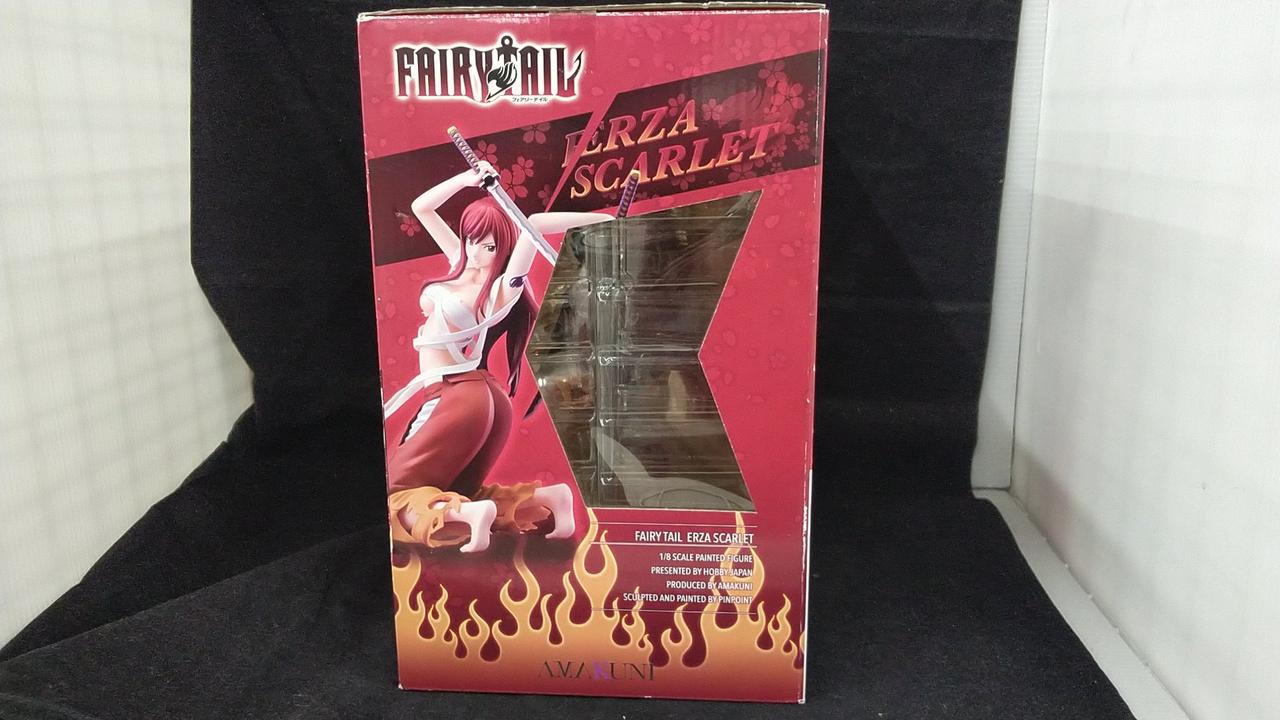 FAIRY TAIL
フェアリーテイル
ERZA
SCARLET
FAIRY TAIL ERZA SCARLET
1/8 SCALE PAINTED FIGURE
PRESENTED BY HOBBY JAPAN
PRODUCED BY AMAKUNI
SCULPTED AND PAINTED BY PINPOINT
AMAKUNI